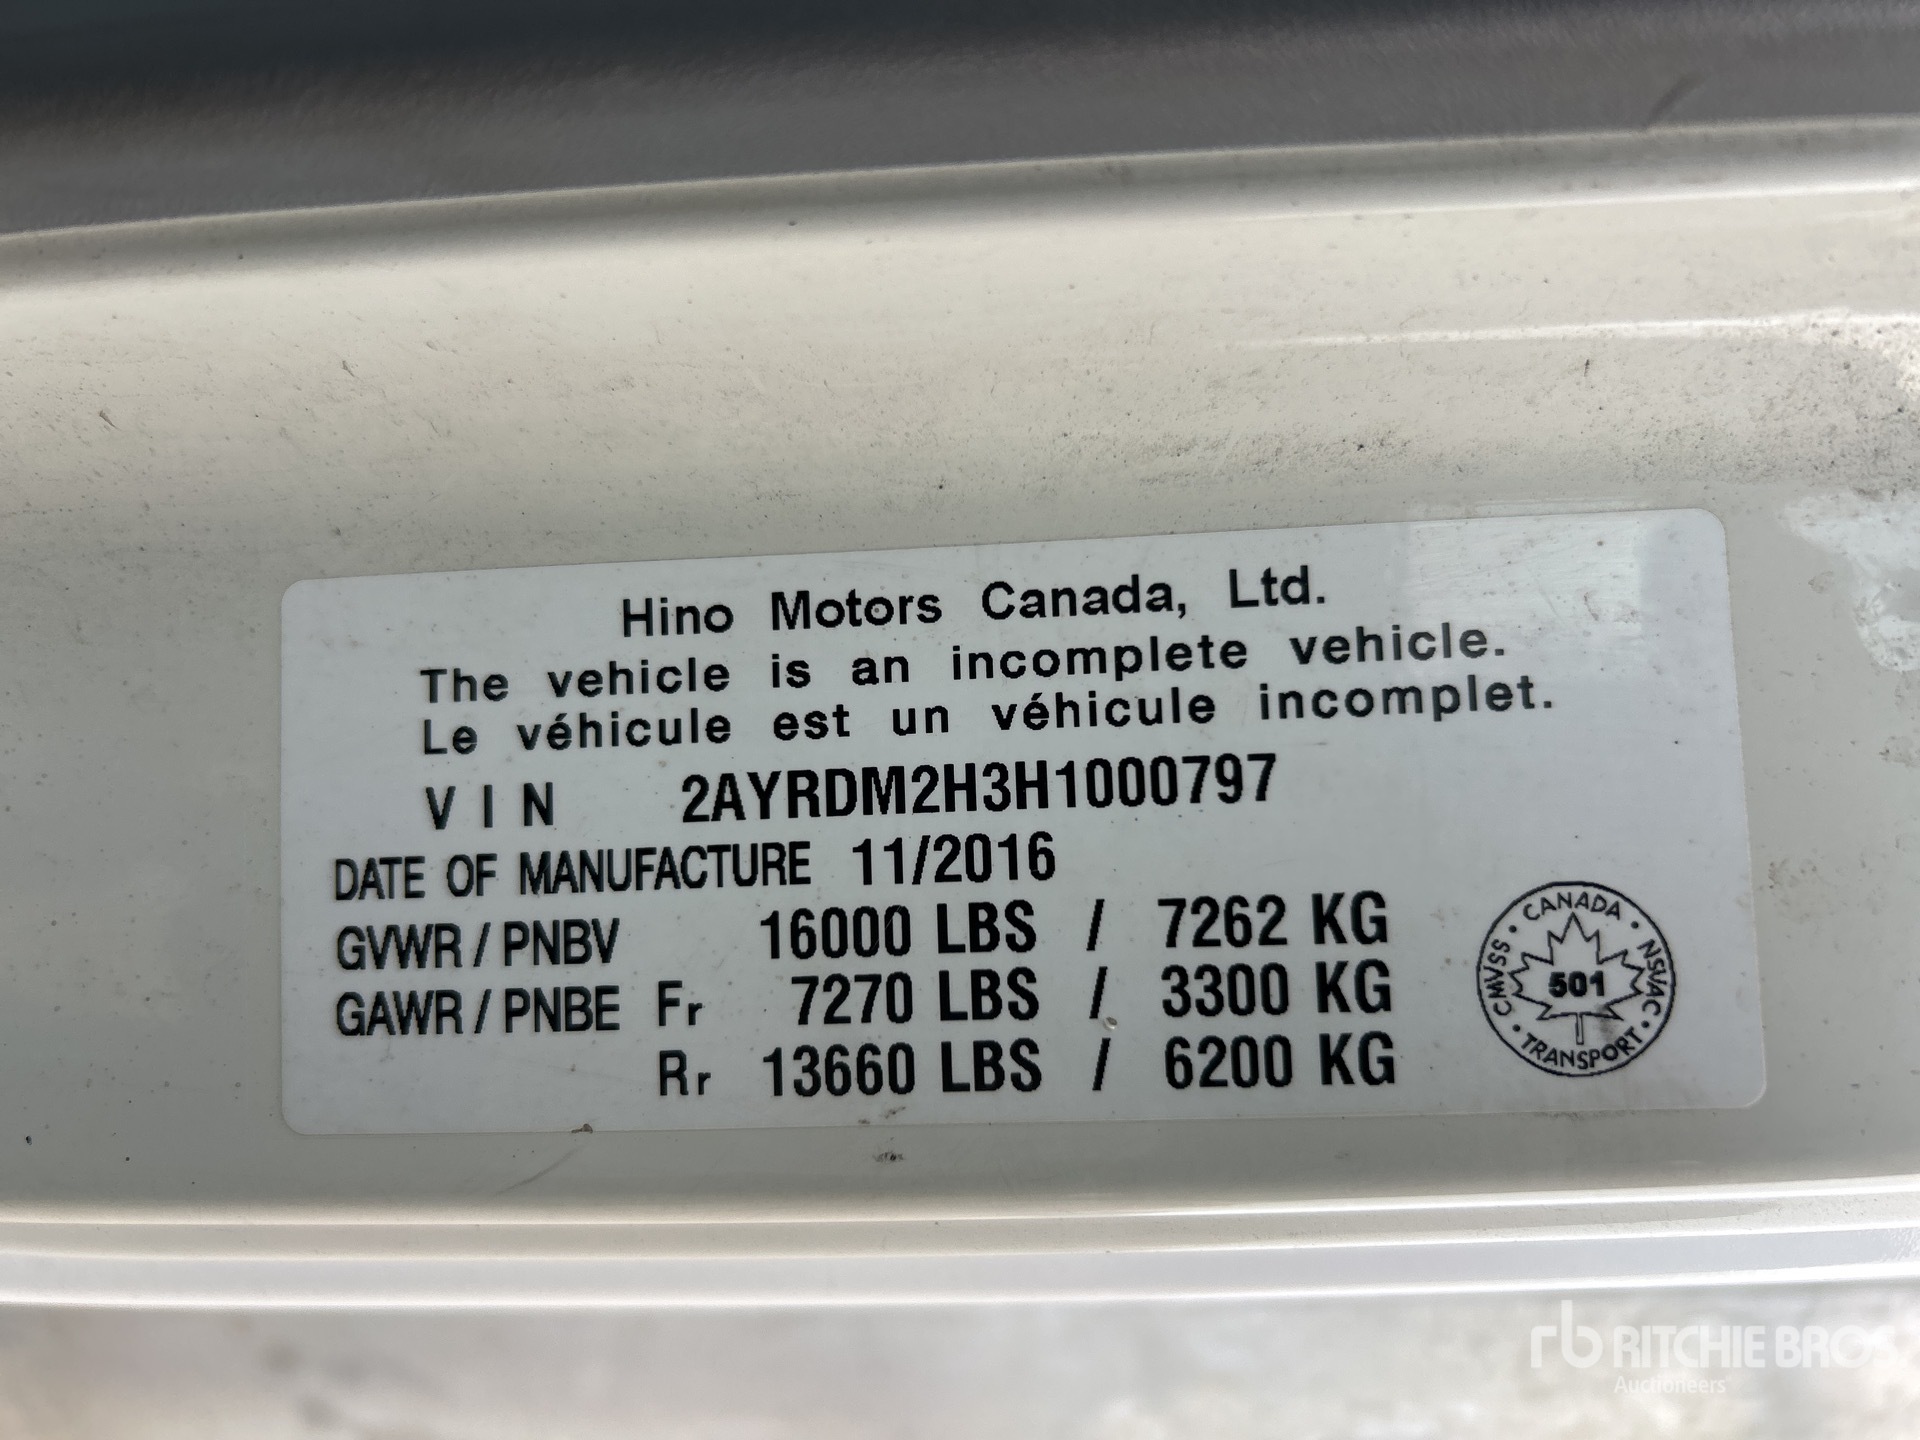 Hino Motors Canada, Ltd.
The vehicle is an incomplete vehicle.
Le véhicule est un véhicule incomplet.
VIN 2AYRDM2H3H1000797
DATE OF MANUFACTURE 11/2016
GVWR / PNBV 16000 LBS / 7262 KG
GAWR / PNBE Fr 7270 LBS / 3300 KG
Rr 13660 LBS / 6200 KG
CANADA • NSVAC • TRANSPORT • CMVSS •
501
rb RITCHIE BROS
Auctioneers